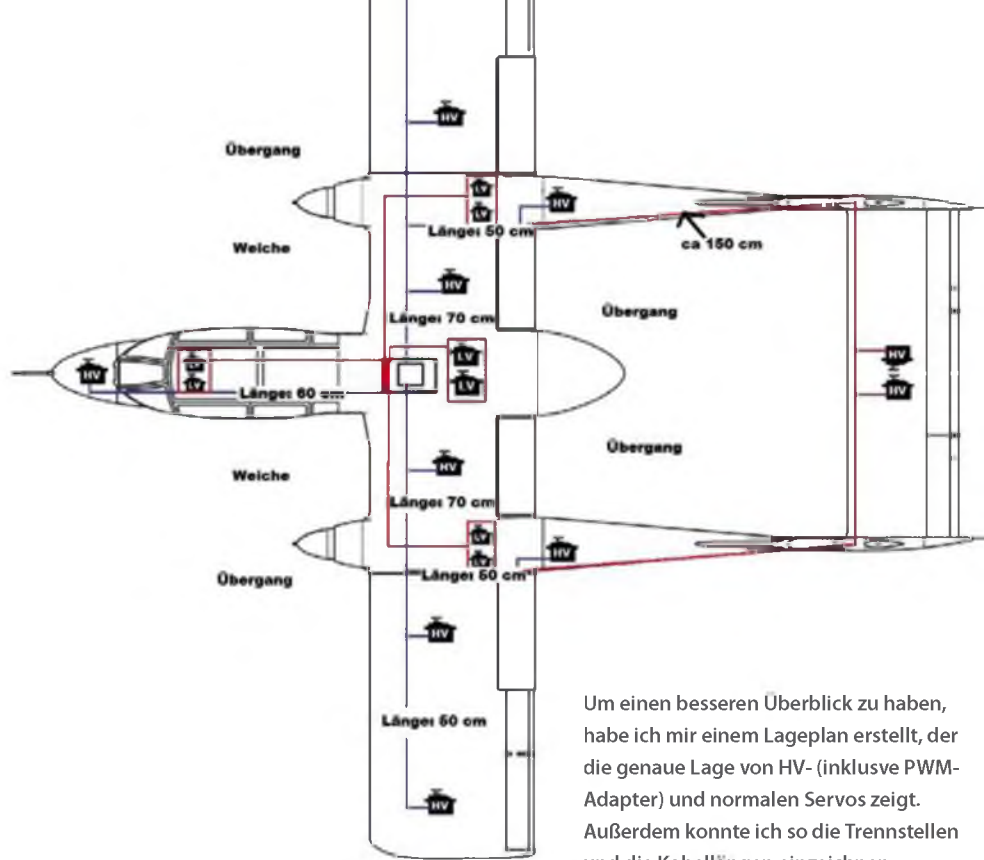 HV
Übergang
LV
LV
HV
Länge: 50 cm
ca 150 cm
Weiche
HV
Übergang
Länge: 70 cm
HV
LV
LV
LV
LV
HV
HV
Länge: 60 cm
Übergang
Weiche
HV
Länge: 70 cm
LV
LV
HV
Länge: 50 cm
Übergang
HV
Länge: 50 cm
HV
Um einen besseren Überblick zu haben,
habe ich mir einem Lageplan erstellt, der
die genaue Lage von HV- (inklusve PWM-
Adapter) und normalen Servos zeigt.
Außerdem konnte ich so die Trennstellen
und die Kabellängen einzeichnen